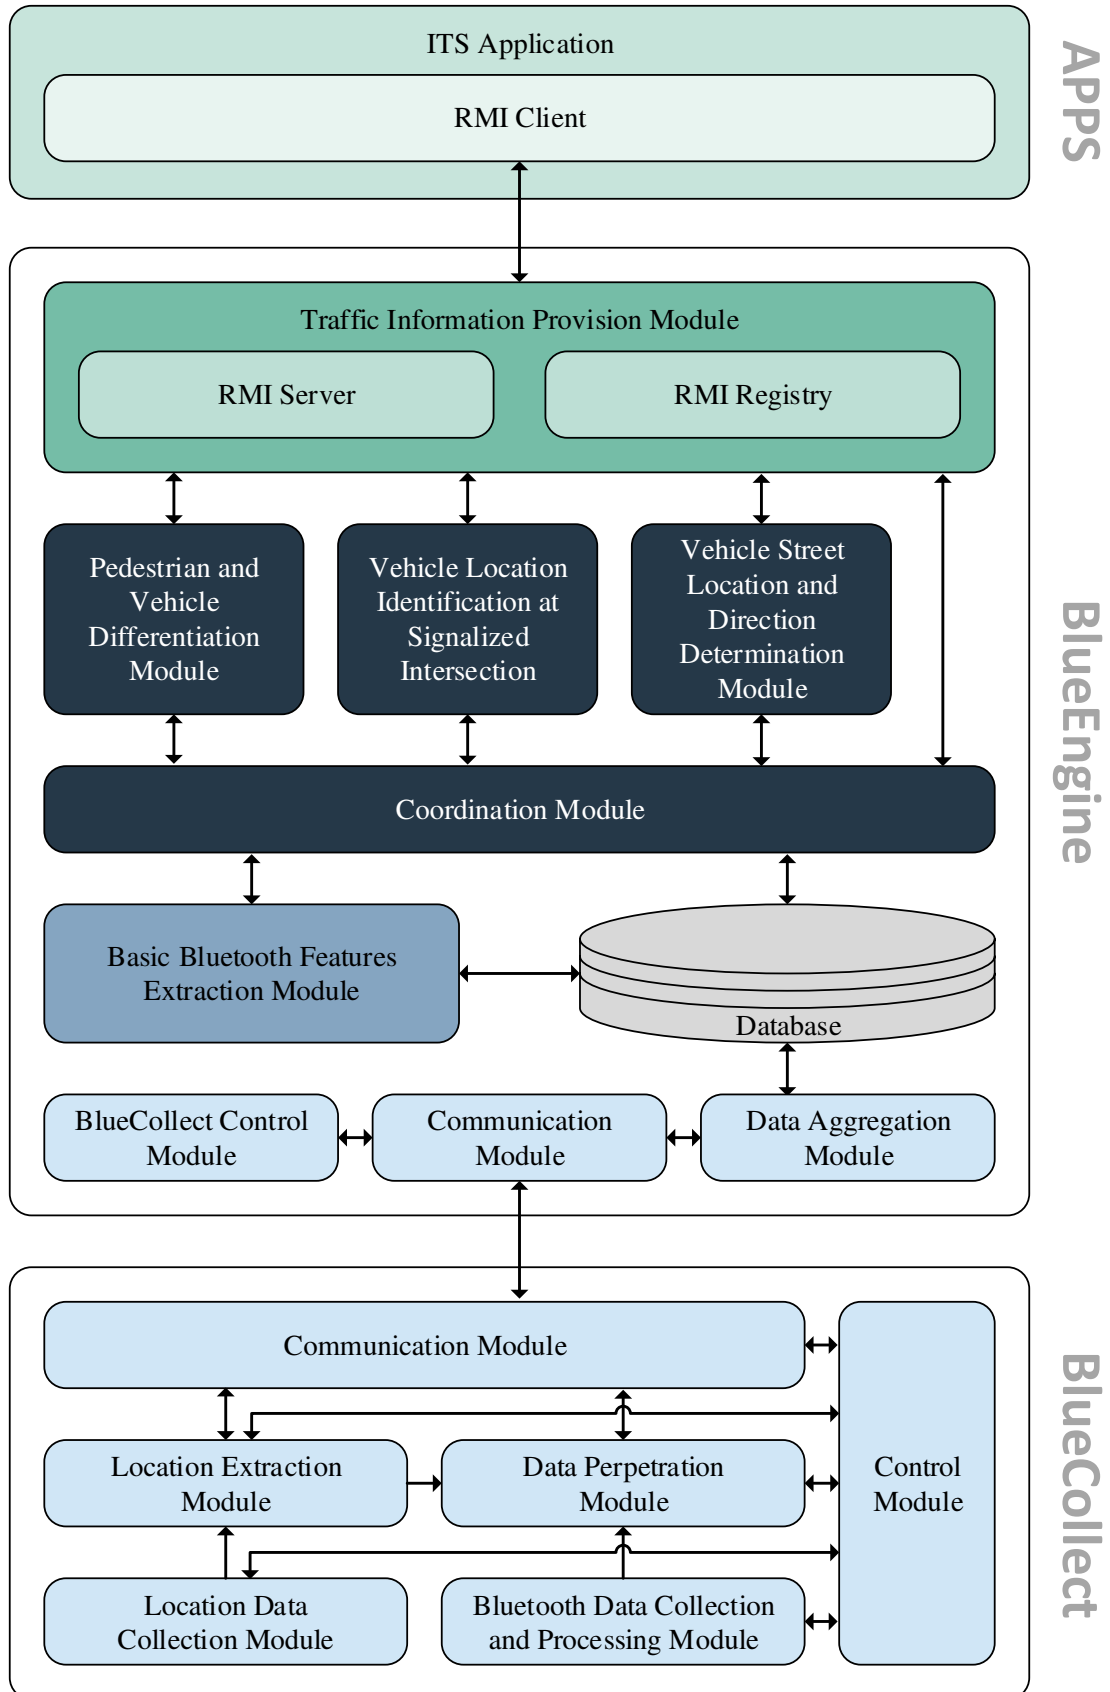 ITS Application
RMI Client
APPS
Traffic Information Provision Module
RMI Server
RMI Registry
Pedestrian and
Vehicle
Differentiation
Module
Vehicle Location
Identification at
Signalized
Intersection
Vehicle Street
Location and
Direction
Determination
Module
Coordination Module
Basic Bluetooth Features
Extraction Module
Database
BlueCollect Control
Module
Communication
Module
Data Aggregation
Module
BlueEngine
Communication Module
Location Extraction
Module
Data Perpetration
Module
Control
Module
Location Data
Collection Module
Bluetooth Data Collection
and Processing Module
BlueCollect